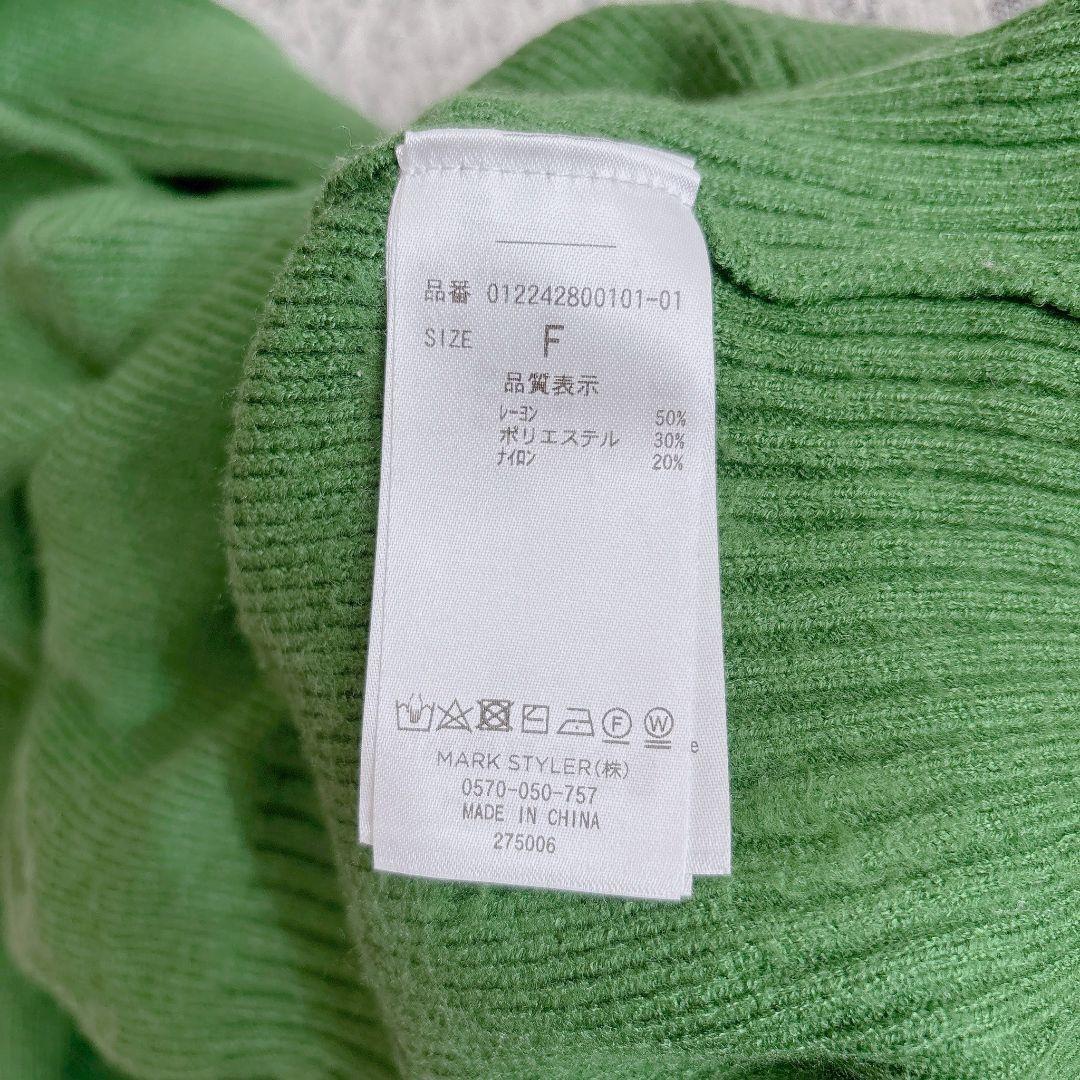 品番 012242800101-01
SIZE F
品質表示
ﾚｰﾖﾝ 50%
ポリエステル 30%
ﾅｲﾛﾝ 20%
F W
e
MARK STYLER(株)
0570-050-757
MADE IN CHINA
275006